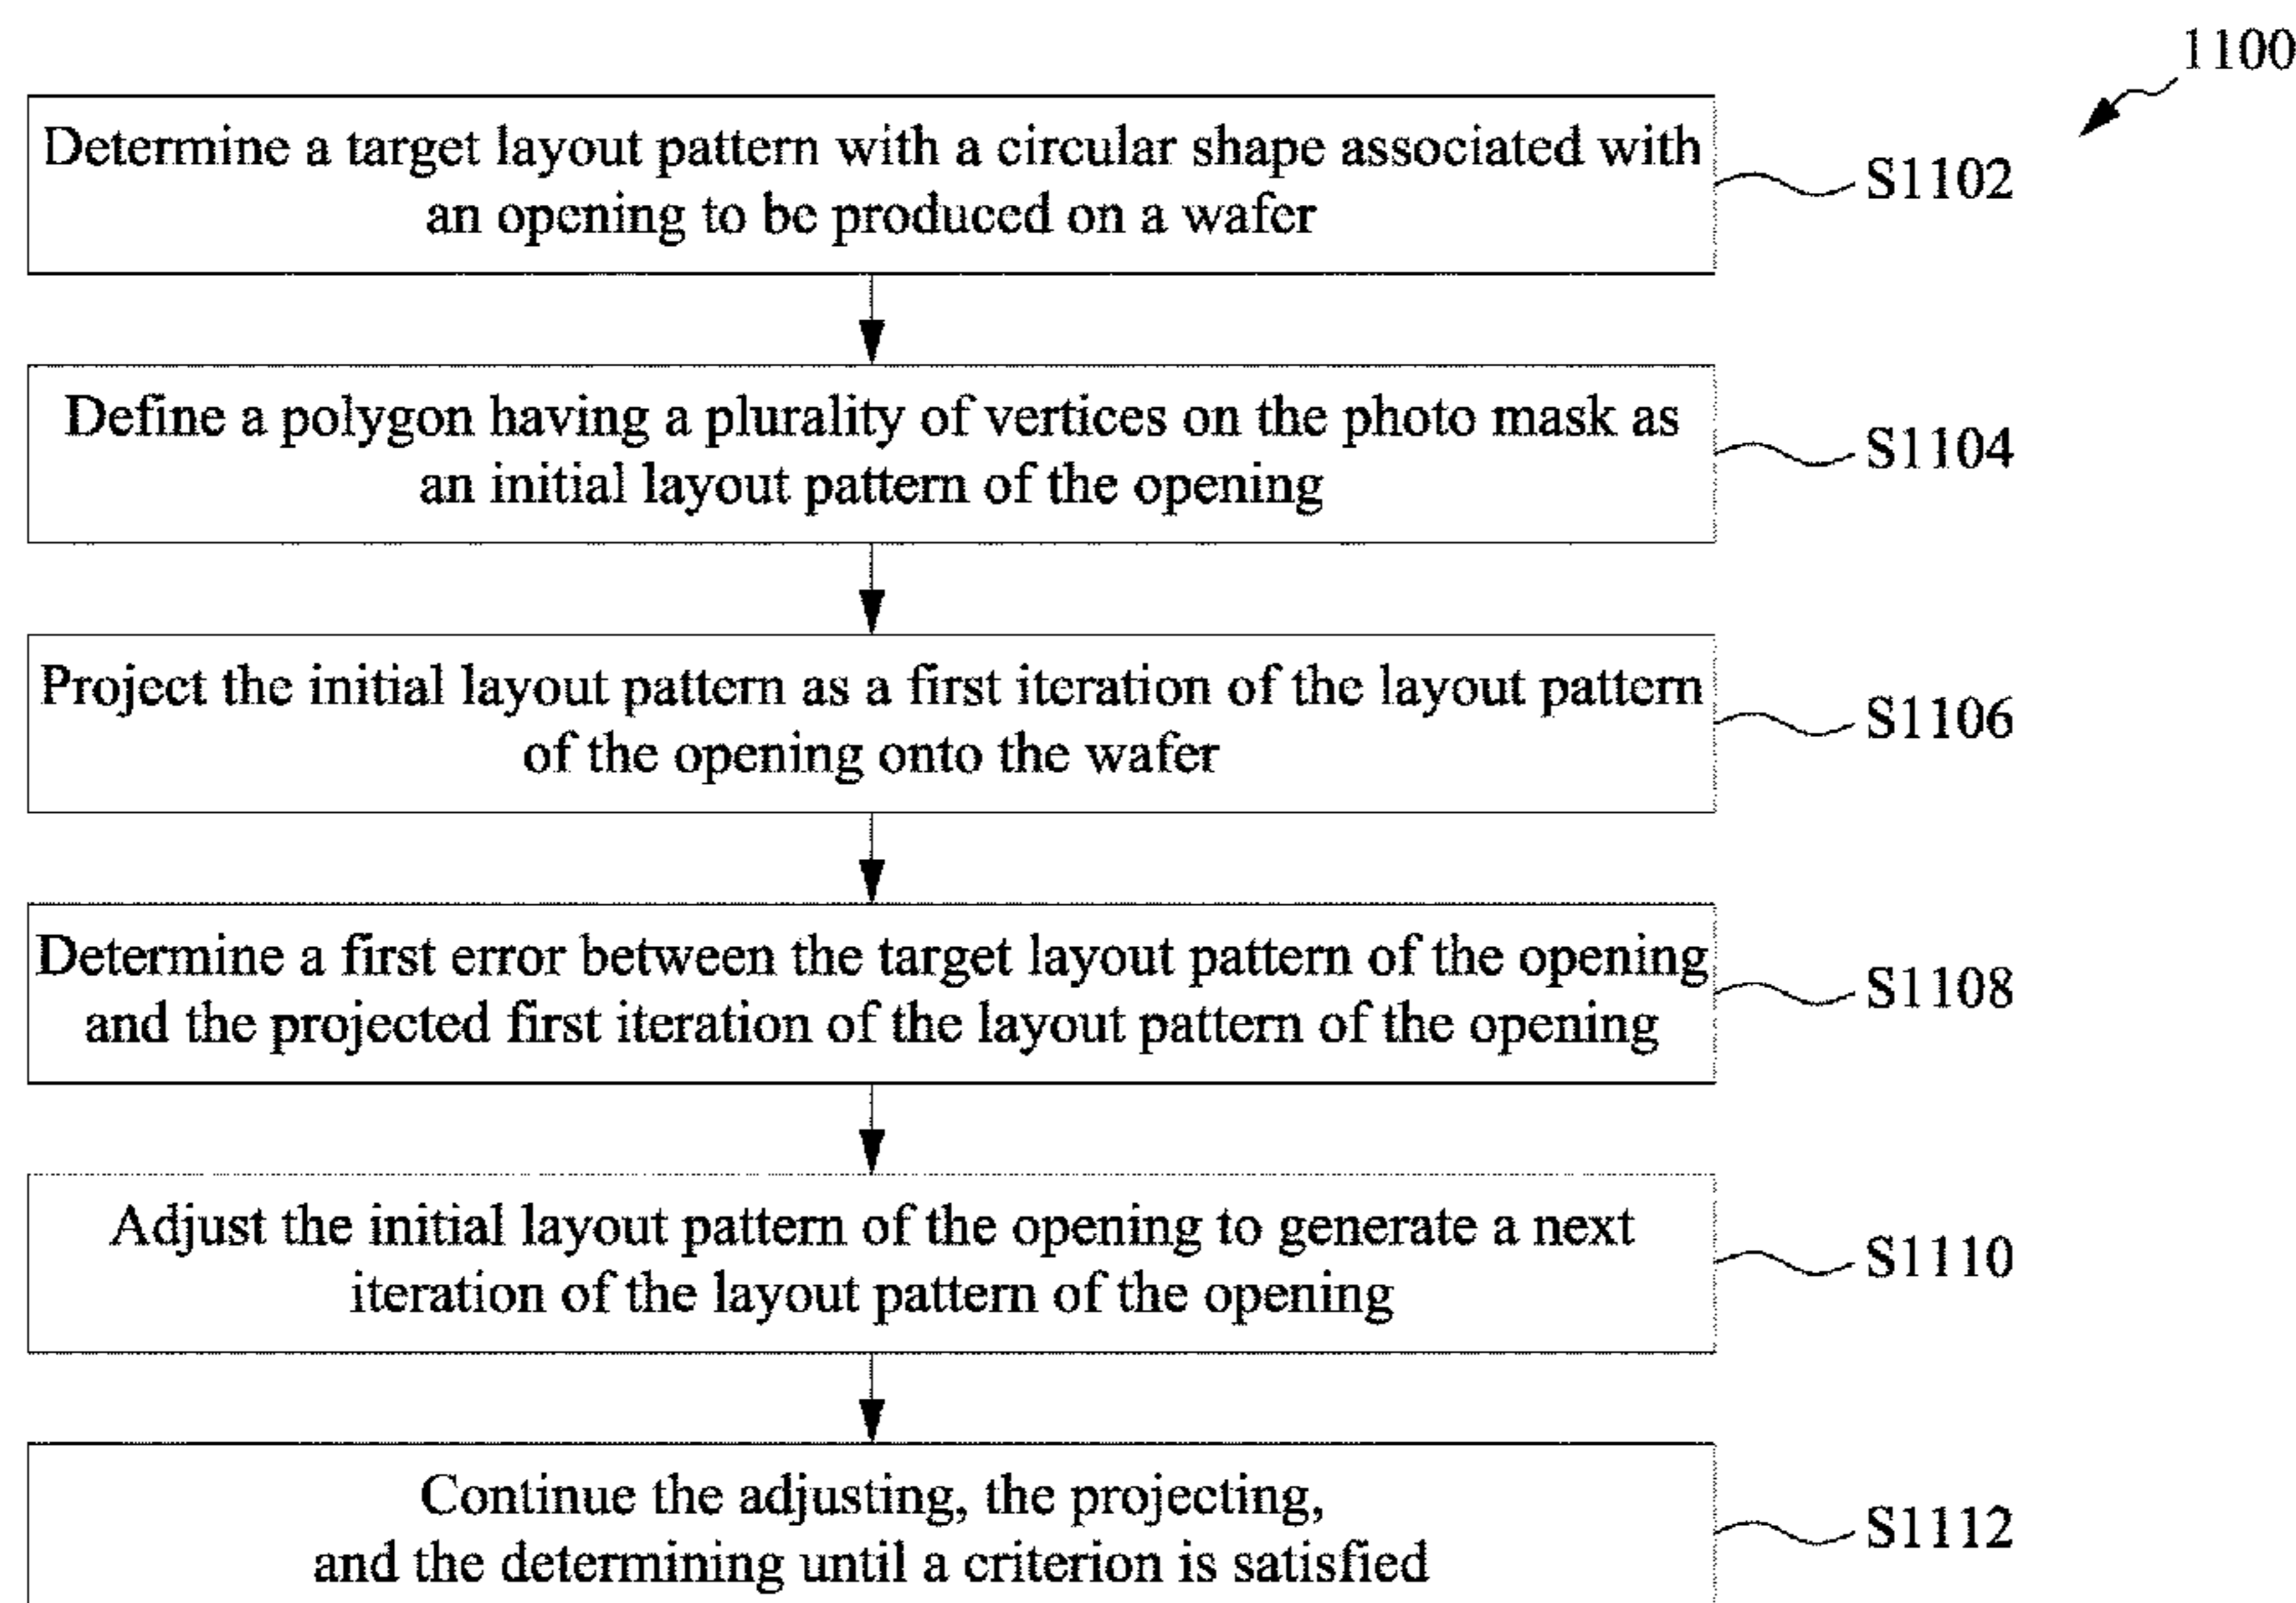 1100
Determine a target layout pattern with a circular shape associated with
an opening to be produced on a wafer
S1102
Define a polygon having a plurality of vertices on the photo mask as
an initial layout pattern of the opening
S1104
Project the initial layout pattern as a first iteration of the layout pattern
of the opening onto the wafer
S1106
Determine a first error between the target layout pattern of the opening
and the projected first iteration of the layout pattern of the opening
S1108
Adjust the initial layout pattern of the opening to generate a next
iteration of the layout pattern of the opening
S1110
Continue the adjusting, the projecting,
and the determining until a criterion is satisfied
S1112